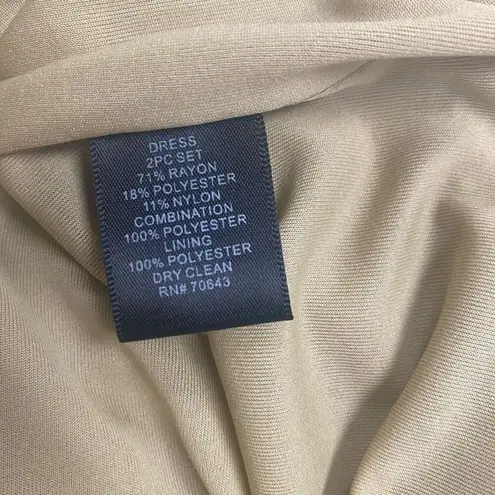 DRESS
2PC SET
71% RAYON
18% POLYESTER
11% NYLON
COMBINATION
100% POLYESTER
LINING
100% POLYESTER
DRY CLEAN
RN# 70643